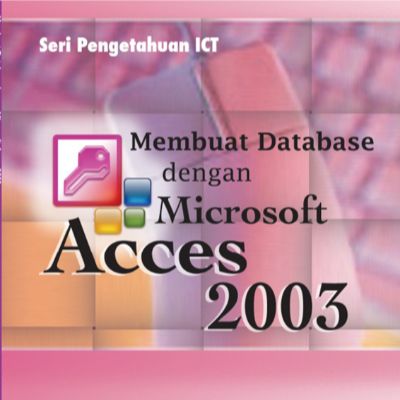 Seri Pengetahuan ICT
Membuat Database
dengan
Microsoft
Acces
2003